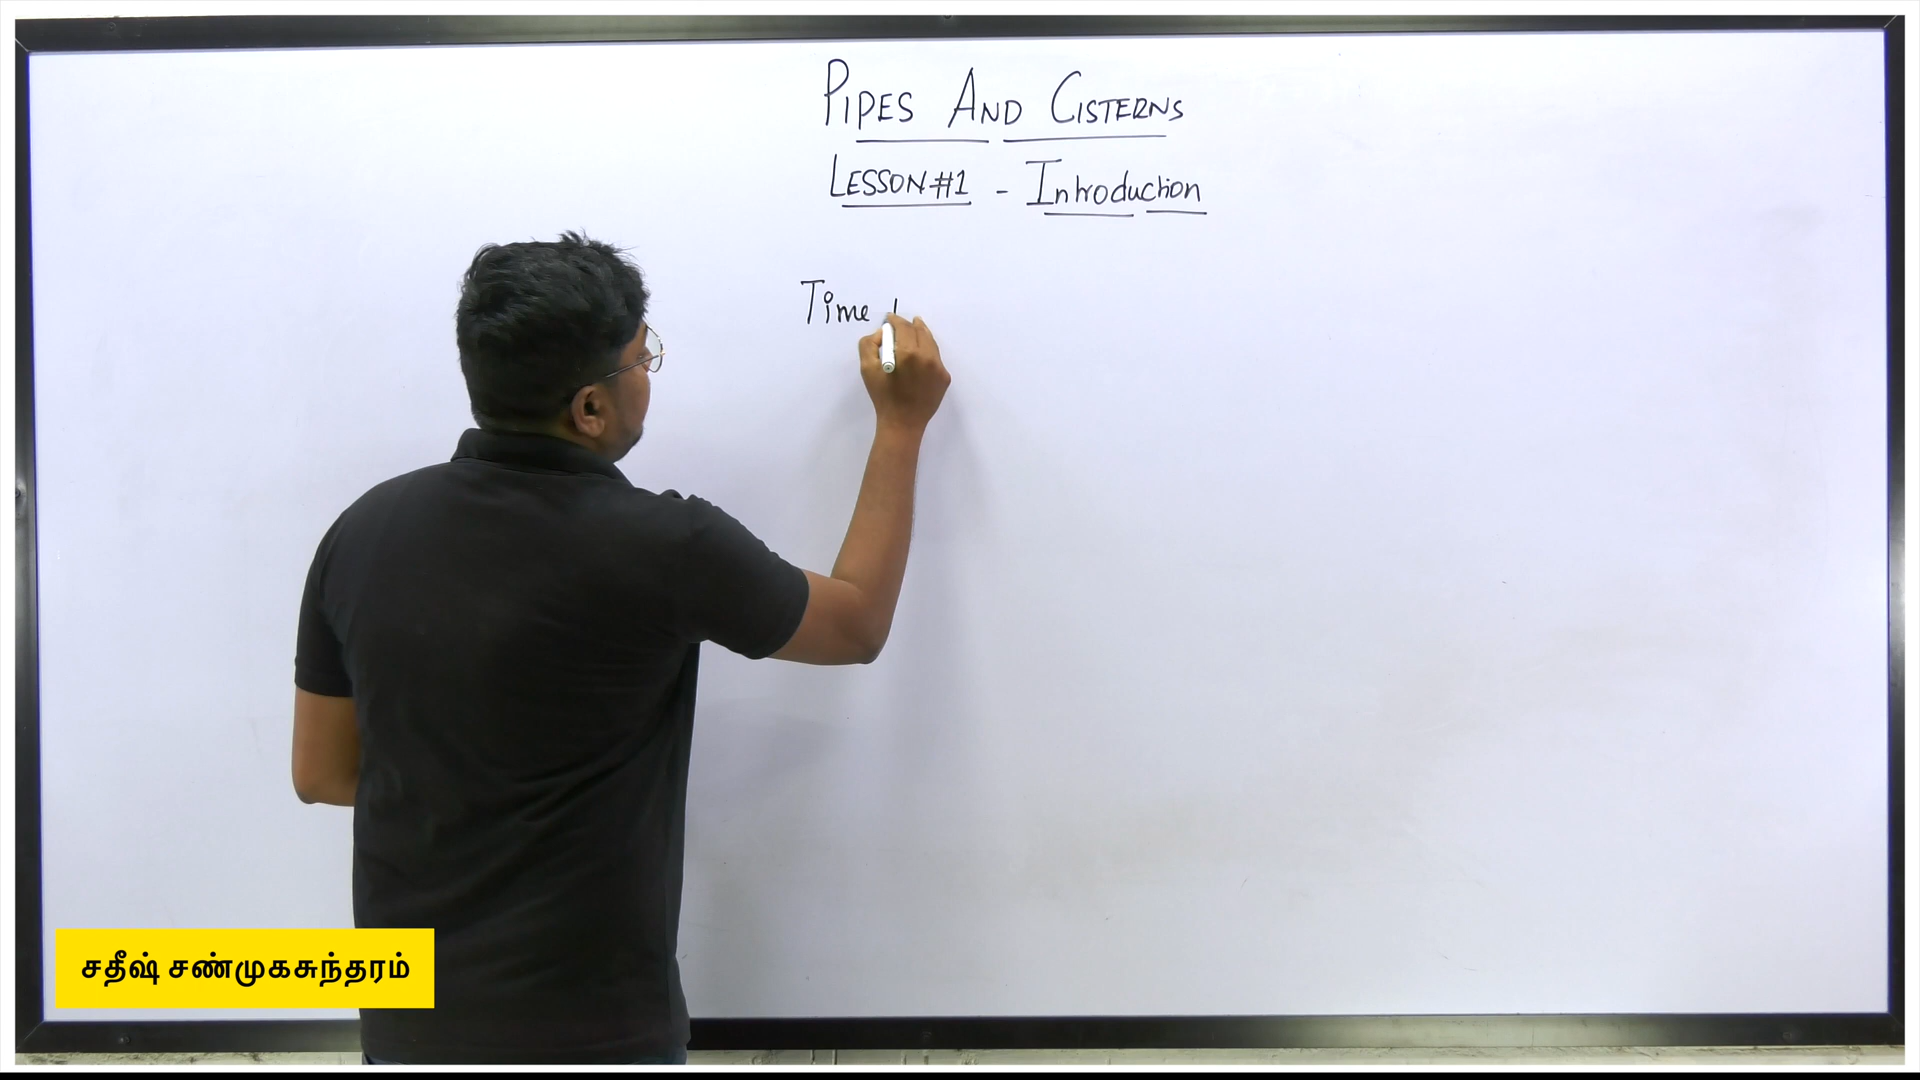 PIPES AND CISTERNS
LESSON #1 - Introduction
Time
சதீஷ் சண்முகசுந்தரம்